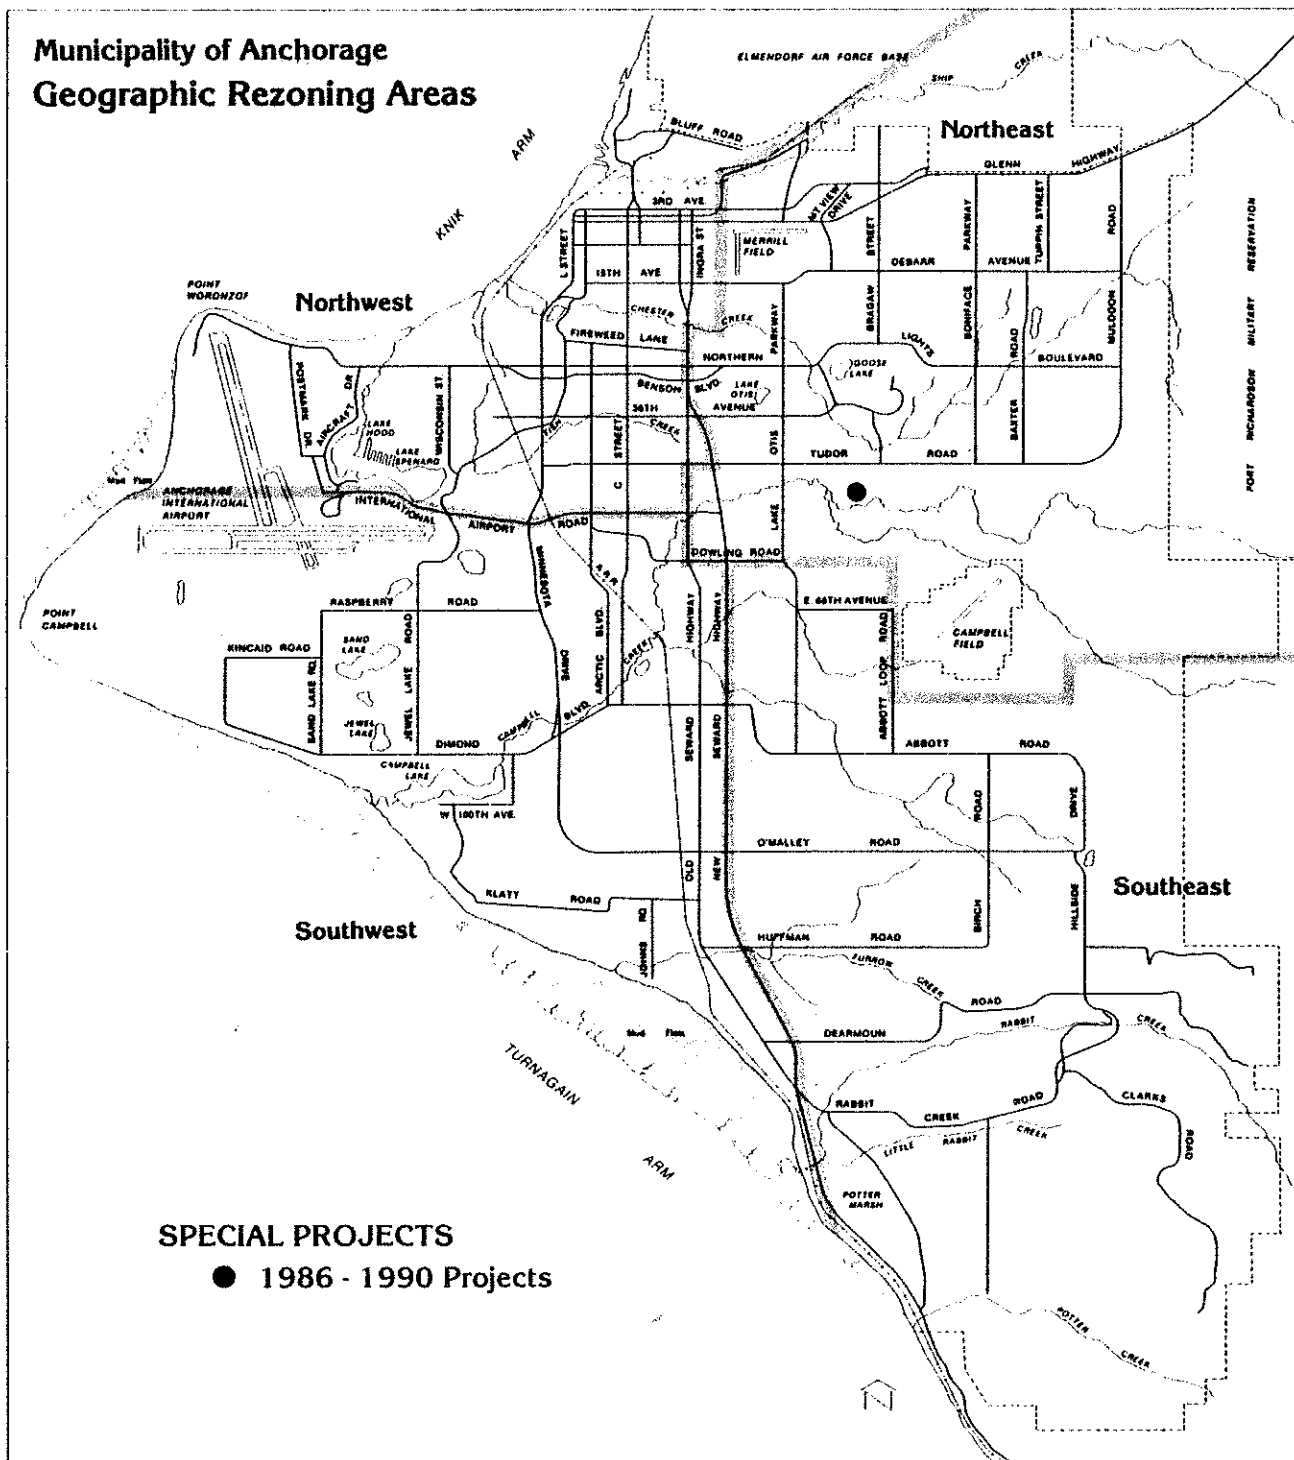 Municipality of Anchorage
Geographic Rezoning Areas
ELMENDORF AIR FORCE BASE
SHIP CREEK
BLUFF ROAD
Northeast
GLENN HIGHWAY
KNIK ARM
3RD AVE
MT VIEW DRIVE
L STREET
INGRA ST
MERRILL FIELD
STREET
PARKWAY
TURPIN STREET
ROAD
15TH AVE
DEBARR AVENUE
FORT RICHARDSON MILITARY RESERVATION
POINT WORONZOF
Northwest
CHESTER CREEK
FIREWEED LANE
PARKWAY
BRAGAW
BONIFACE
ROAD
MULDOON
NORTHERN LIGHTS BOULEVARD
POSTMARK DR.
AIRCRAFT DR
WISCONSIN ST
BENSON BLVD.
LAKE OTIS
GOOSE LAKE
LAKE HOOD
LAKE SPENARD
36TH AVENUE
FISH CREEK
C STREET
OTIS
BAXTER
TUDOR ROAD
Mud Flats
ANCHORAGE
INTERNATIONAL
AIRPORT
INTERNATIONAL AIRPORT ROAD
LAKE
DOWLING ROAD
MINNESOTA
A.R.R.
POINT CAMPBELL
RASPBERRY ROAD
E. 68TH AVENUE
CAMPBELL FIELD
KINCAID ROAD
SAND LAKE
SAND LAKE RD.
JEWEL LAKE ROAD
JEWEL LAKE
ARCTIC BLVD.
CREEK
HIGHWAY
HIGHWAY
ABBOTT LOOP ROAD
DIMOND BLVD.
CAMPBELL
CAMPBELL LAKE
SEWARD
SEWARD
ABBOTT ROAD
W 100TH AVE.
ROAD
DRIVE
O'MALLEY ROAD
OLD
NEW
KLATY ROAD
Southeast
Southwest
JOHNS RD
BIRCH
HILLSIDE
HUFFMAN ROAD
FURROW CREEK
ROAD
Mud Flats
DEARMOUN
RABBIT CREEK
TURNAGAIN ARM
RABBIT CREEK ROAD
CLARKS ROAD
LITTLE RABBIT CREEK
POTTER MARSH
SPECIAL PROJECTS
● 1986 - 1990 Projects
POTTER CREEK